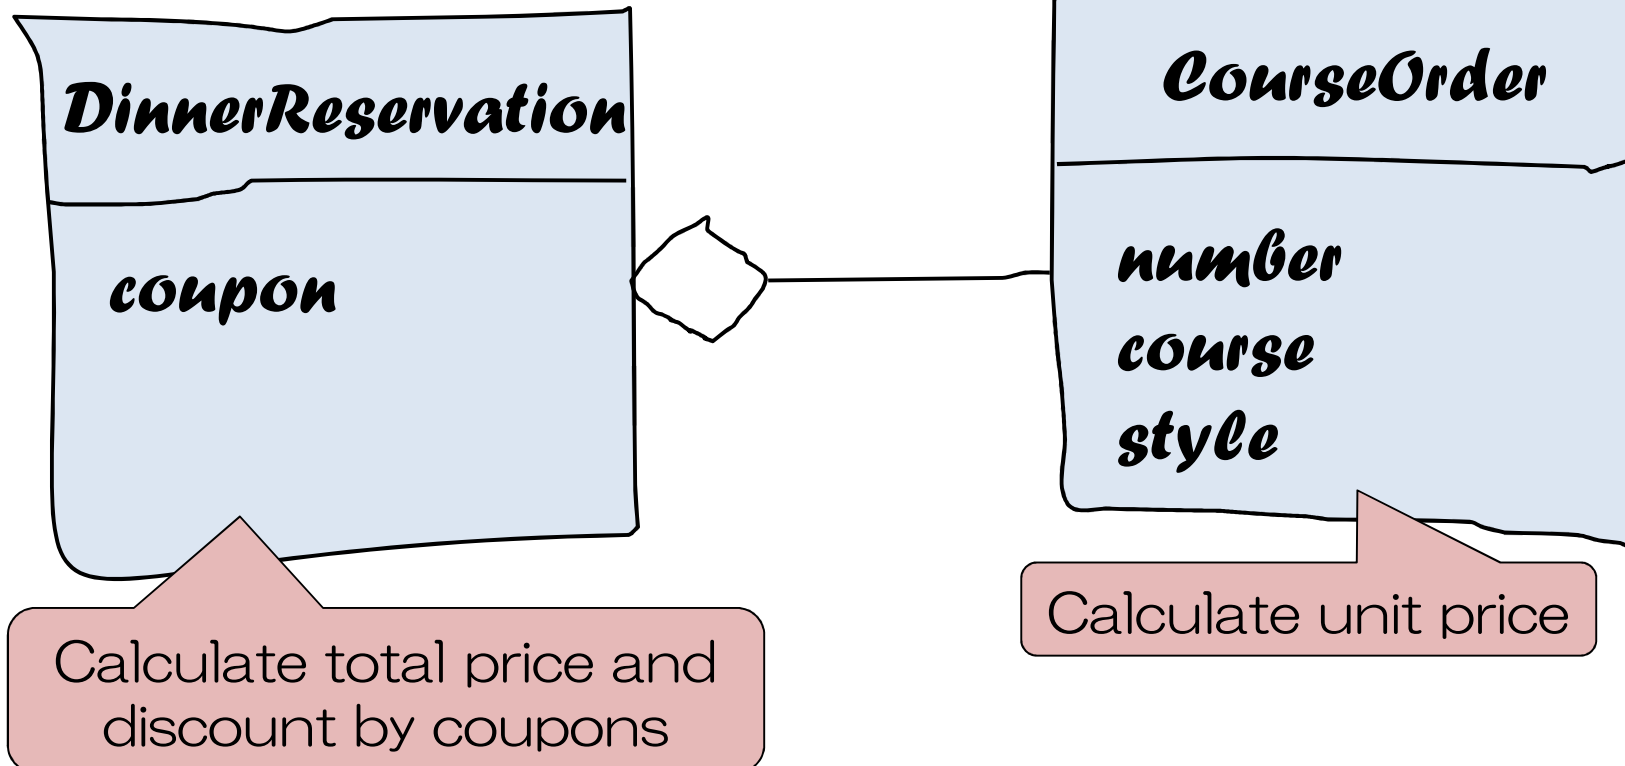 DinnerReservation
coupon
CourseOrder
number
course
style
Calculate total price and
discount by coupons
Calculate unit price